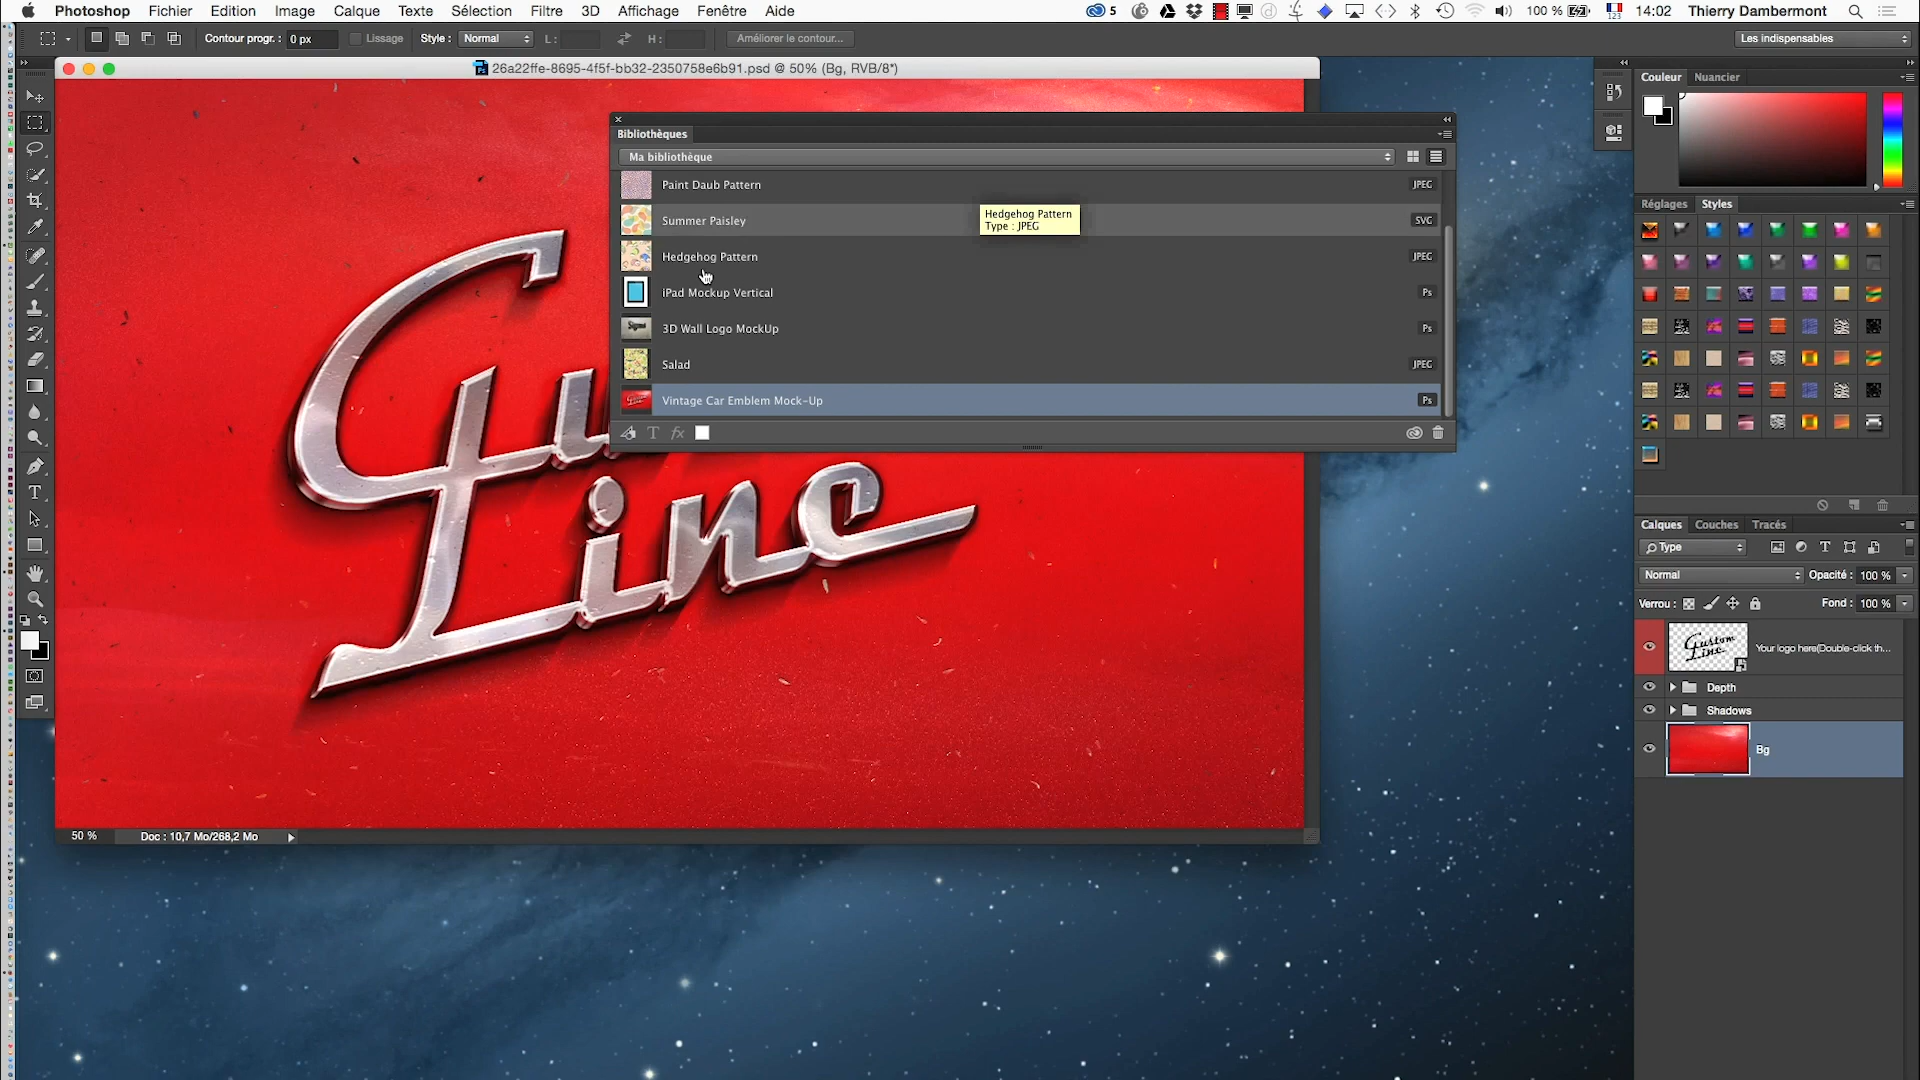 Photoshop Fichier Edition Image Calque Texte Sélection Filtre 3D Affichage Fenêtre Aide 5 100 % 14:02 Thierry Dambermont
Contour progr. : 0 px Lissage Style : Normal L : H : Améliorer le contour... Les indispensables
26a22ffe-8695-4f5f-bb32-2350758e6b91.psd @ 50% (Bg, RVB/8*)
Couleur Nuancier
Bibliothèques
Ma bibliothèque
Paint Daub Pattern JPEG
Summer Paisley SVG
Hedgehog Pattern
Type : JPEG
Hedgehog Pattern JPEG
iPad Mockup Vertical Ps
3D Wall Logo MockUp Ps
Salad JPEG
Vintage Car Emblem Mock-Up Ps
Line
50 % Doc : 10,7 Mo/268,2 Mo
Réglages Styles
Calques Couches Tracés
Type
Normal Opacité : 100 %
Verrou : Fond : 100 %
Custom
Line
Your logo here(Double-click th...
Depth
Shadows
Bg